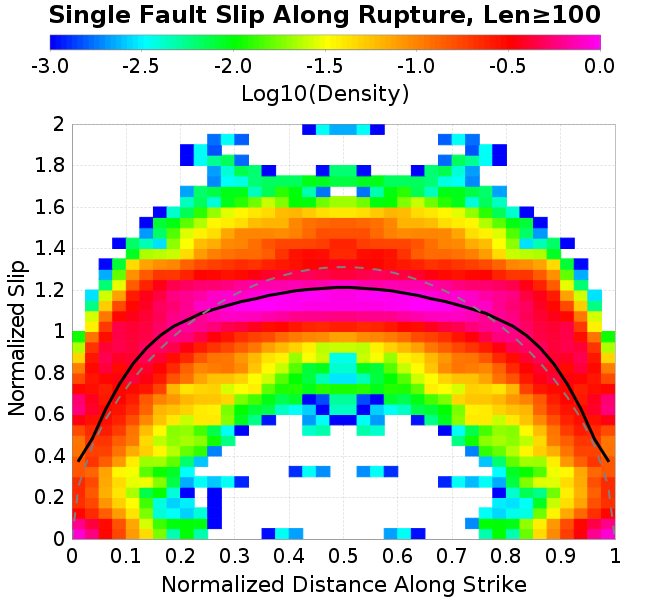 Single Fault Slip Along Rupture, Len≥100
-3.0 -2.5 -2.0 -1.5 -1.0 -0.5 0.0
Log10(Density)
2
1.8
1.6
1.4
1.2
1
0.8
0.6
0.4
0.2
0
Normalized Slip
0 0.1 0.2 0.3 0.4 0.5 0.6 0.7 0.8 0.9 1
Normalized Distance Along Strike